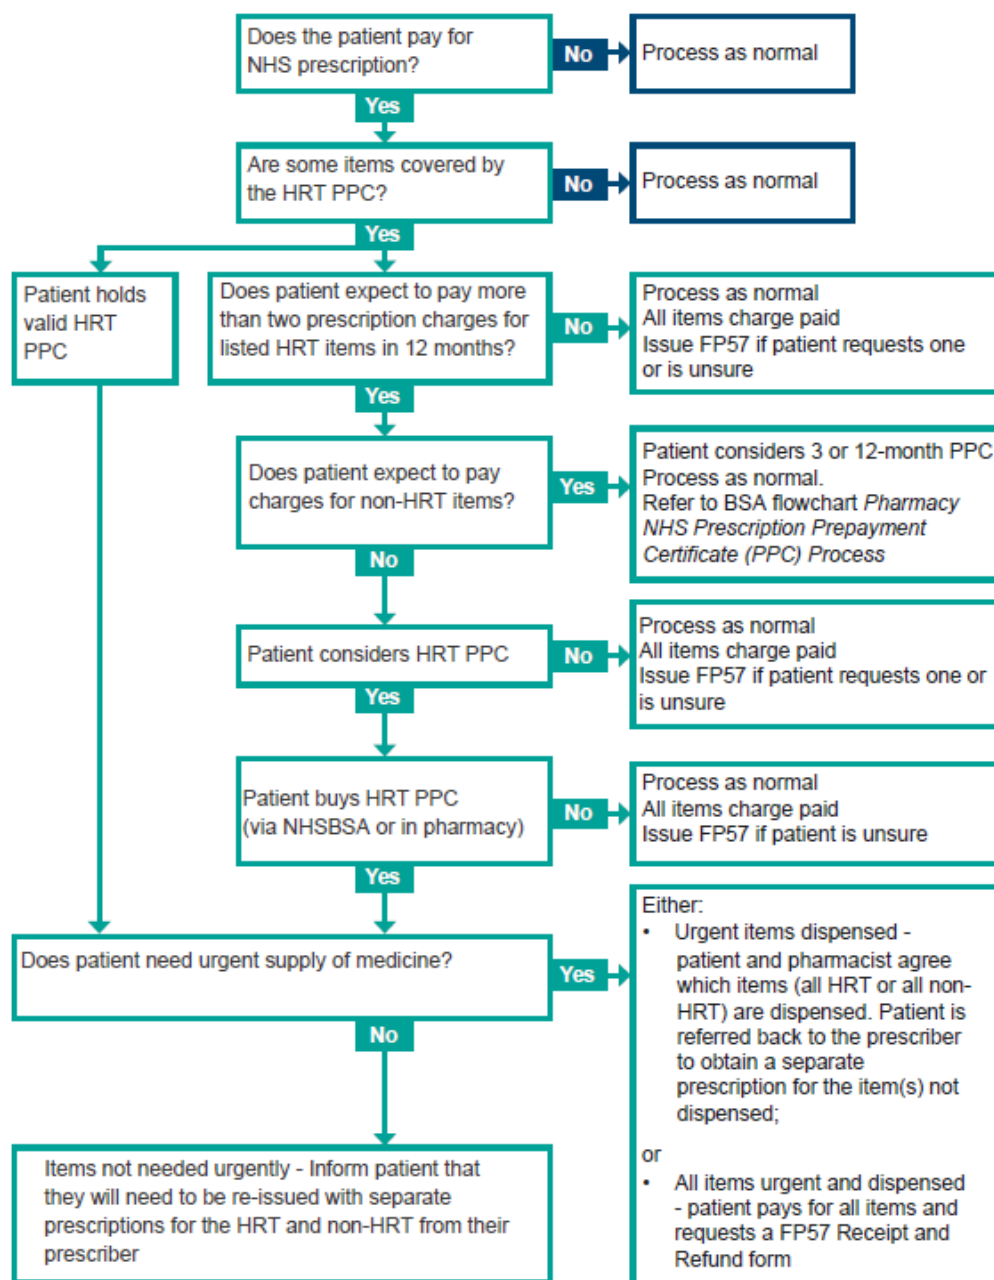 Does the patient pay for
NHS prescription?
No
Process as normal
Yes
Are some items covered by
the HRT PPC?
No
Process as normal
Yes
Patient holds
valid HRT
PPC
Does patient expect to pay more
than two prescription charges for
listed HRT items in 12 months?
No
Process as normal
All items charge paid
Issue FP57 if patient requests one
or is unsure
Yes
Does patient expect to pay
charges for non-HRT items?
Yes
Patient considers 3 or 12-month PPC
Process as normal.
Refer to BSA flowchart Pharmacy
NHS Prescription Prepayment
Certificate (PPC) Process
No
Patient considers HRT PPC
No
Process as normal
All items charge paid
Issue FP57 if patient requests one or
is unsure
Yes
Patient buys HRT PPC
(via NHSBSA or in pharmacy)
No
Process as normal
All items charge paid
Issue FP57 if patient is unsure
Yes
Does patient need urgent supply of medicine?
Yes
Either:
• Urgent items dispensed -
patient and pharmacist agree
which items (all HRT or all non-
HRT) are dispensed. Patient is
referred back to the prescriber
to obtain a separate
prescription for the item(s) not
dispensed;
or
• All items urgent and dispensed
- patient pays for all items and
requests a FP57 Receipt and
Refund form
No
Items not needed urgently - Inform patient that
they will need to be re-issued with separate
prescriptions for the HRT and non-HRT from their
prescriber